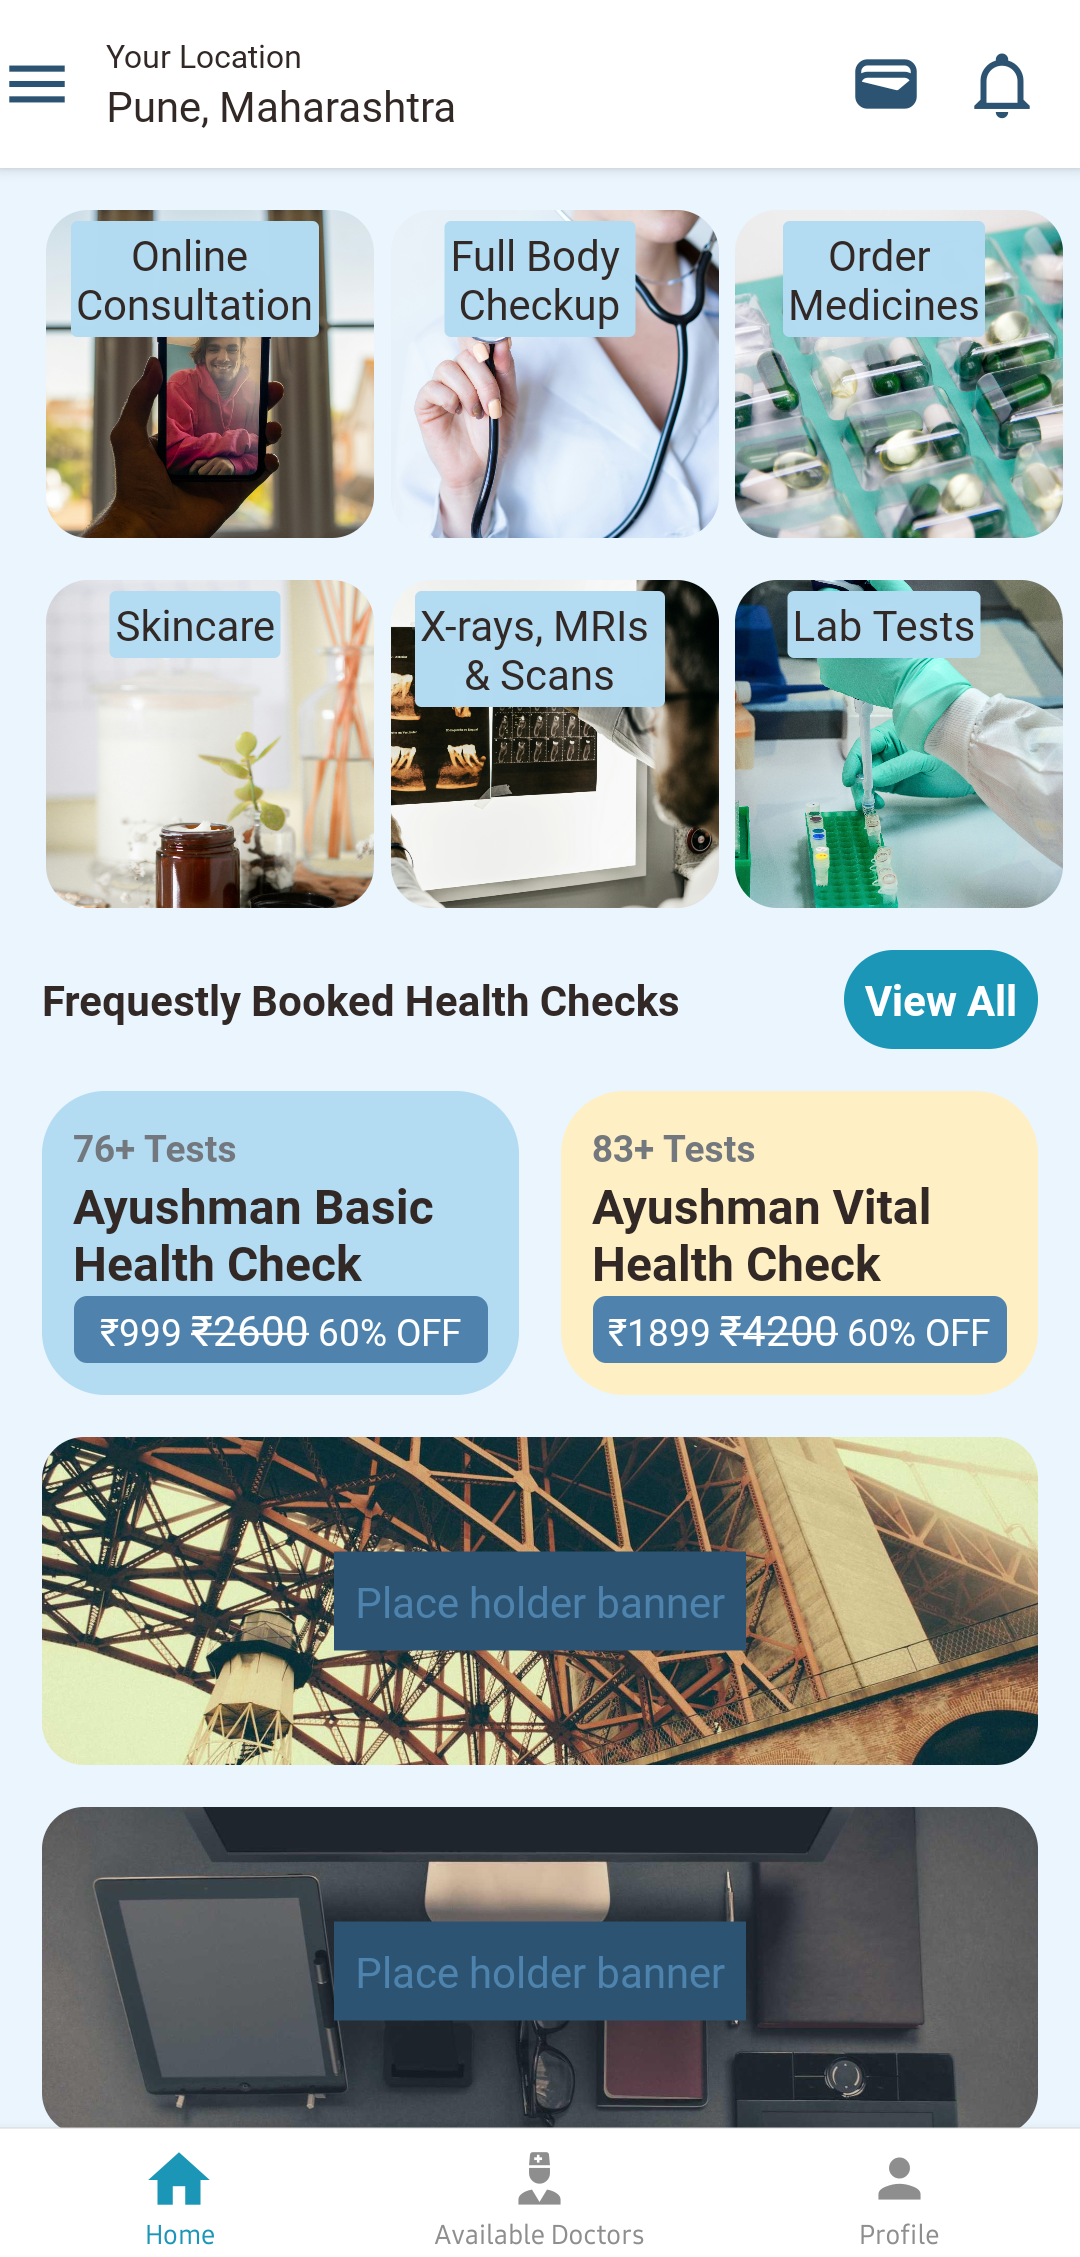 Your Location
Pune, Maharashtra
Online
Consultation
Full Body
Checkup
Order
Medicines
Skincare
X-rays, MRIs
& Scans
Lab Tests
Frequestly Booked Health Checks
View All
76+ Tests
Ayushman Basic
Health Check
₹999 ₹2600 60% OFF
83+ Tests
Ayushman Vital
Health Check
₹1899 ₹4200 60% OFF
Place holder banner
Place holder banner
Home
Available Doctors
Profile